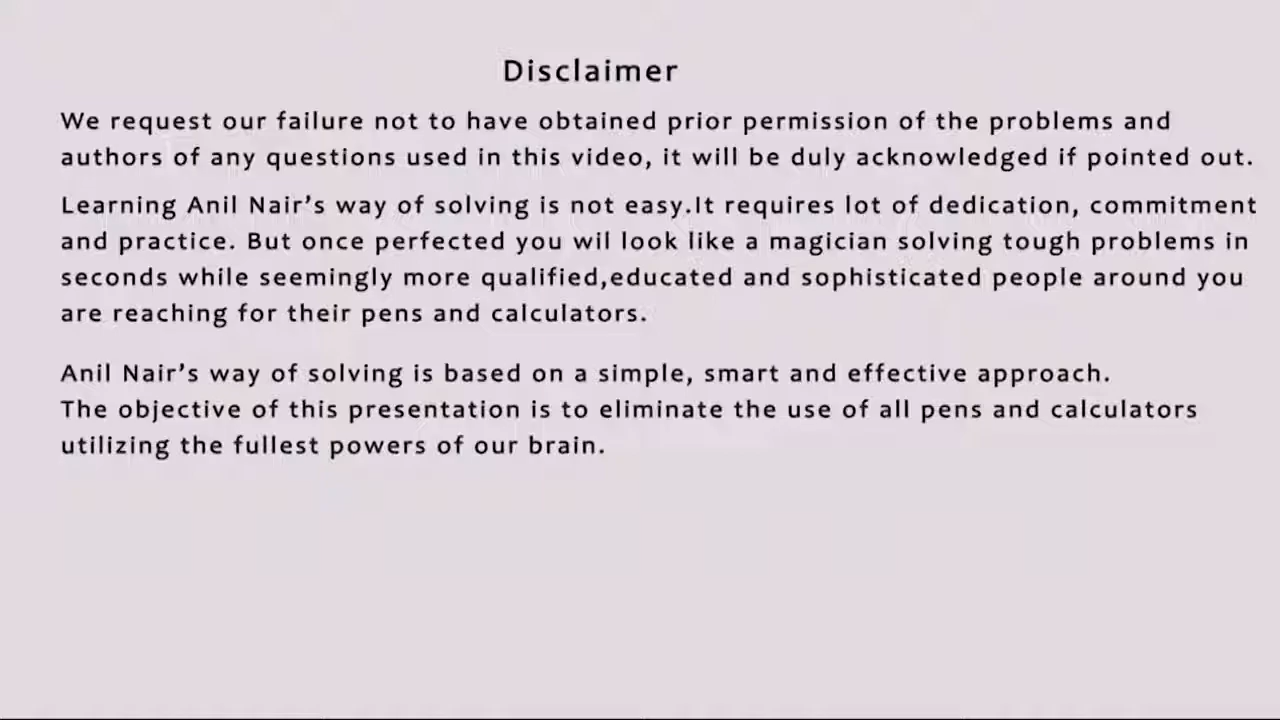 Disclaimer
We request our failure not to have obtained prior permission of the problems and
authors of any questions used in this video, it will be duly acknowledged if pointed out.
Learning Anil Nair’s way of solving is not easy.It requires lot of dedication, commitment
and practice. But once perfected you wil look like a magician solving tough problems in
seconds while seemingly more qualified,educated and sophisticated people around you
are reaching for their pens and calculators.
Anil Nair’s way of solving is based on a simple, smart and effective approach.
The objective of this presentation is to eliminate the use of all pens and calculators
utilizing the fullest powers of our brain.